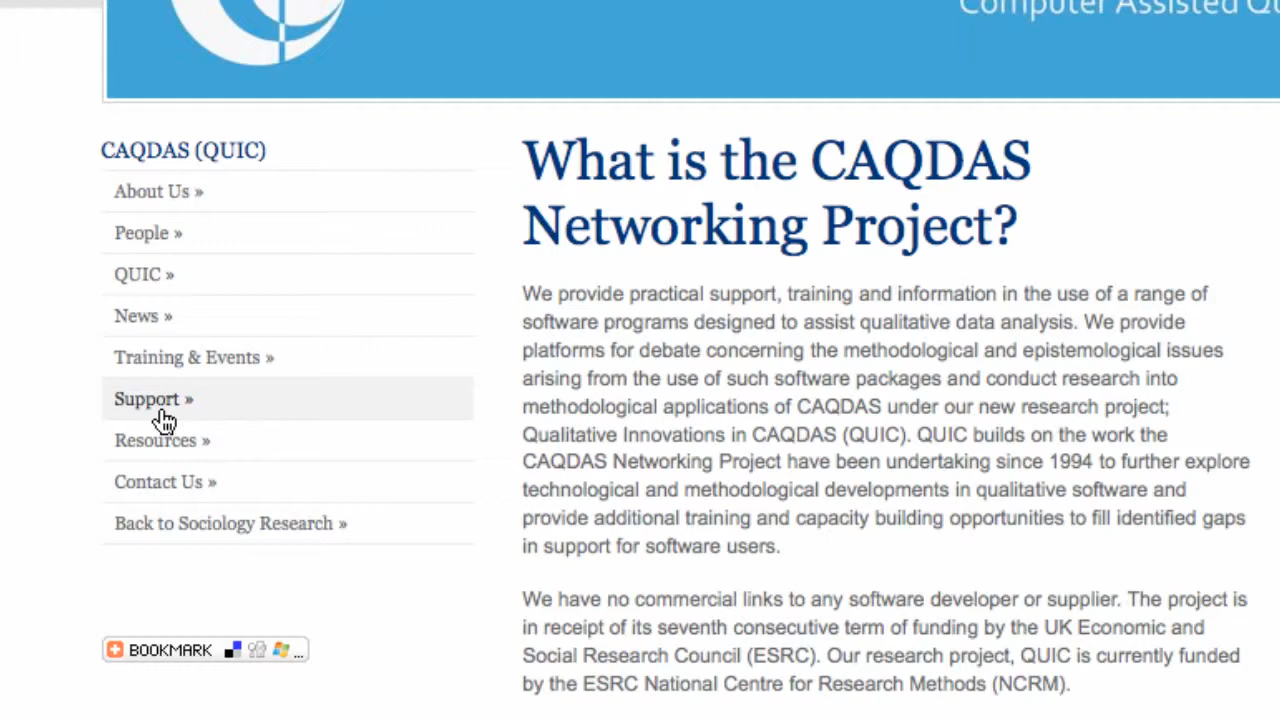 Computer Assisted
CAQDAS (QUIC)
About Us »
People »
QUIC »
News »
Training & Events »
Support »
Resources »
Contact Us »
Back to Sociology Research »
BOOKMARK ...
What is the CAQDAS
Networking Project?
We provide practical support, training and information in the use of a range of
software programs designed to assist qualitative data analysis. We provide
platforms for debate concerning the methodological and epistemological issues
arising from the use of such software packages and conduct research into
methodological applications of CAQDAS under our new research project;
Qualitative Innovations in CAQDAS (QUIC). QUIC builds on the work the
CAQDAS Networking Project have been undertaking since 1994 to further explore
technological and methodological developments in qualitative software and
provide additional training and capacity building opportunities to fill identified gaps
in support for software users.
We have no commercial links to any software developer or supplier. The project is
in receipt of its seventh consecutive term of funding by the UK Economic and
Social Research Council (ESRC). Our research project, QUIC is currently funded
by the ESRC National Centre for Research Methods (NCRM).